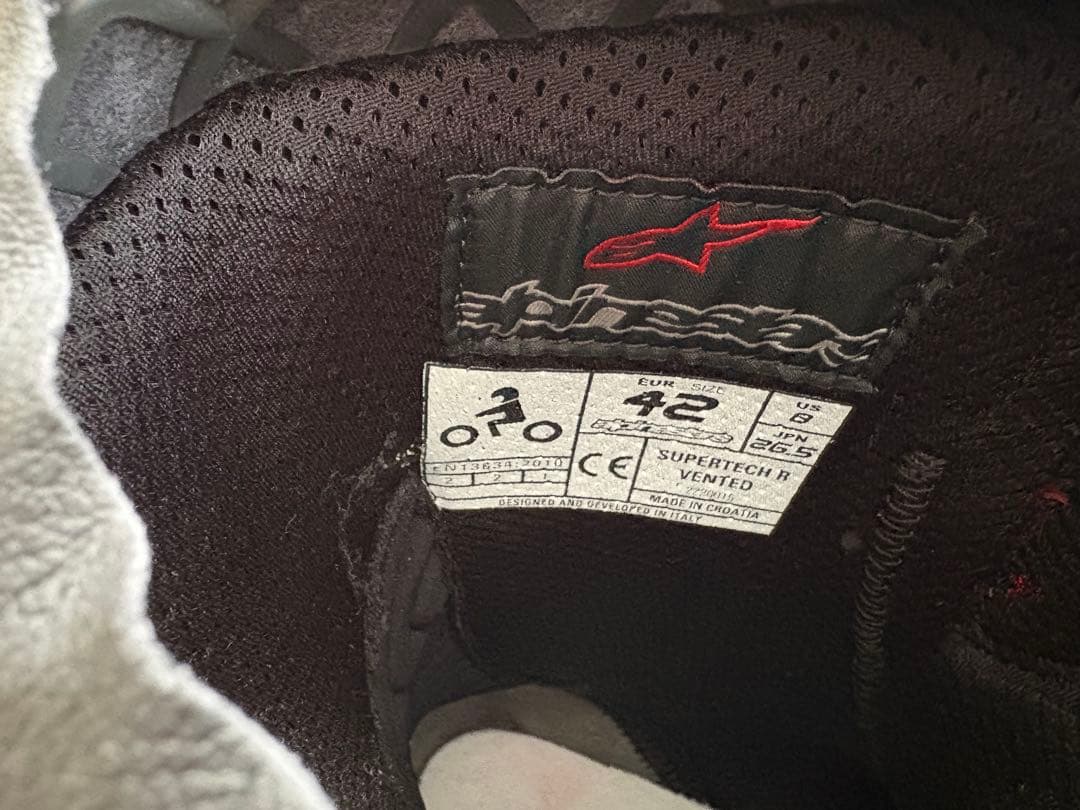 alpinestars
EUR SIZE
42
alpinestars
US
8
JPN
26.5
EN13634:2010
2 2 1
CE
SUPERTECH R
VENTED
MADE IN CROATIA
DESIGNED AND DEVELOPED IN ITALY